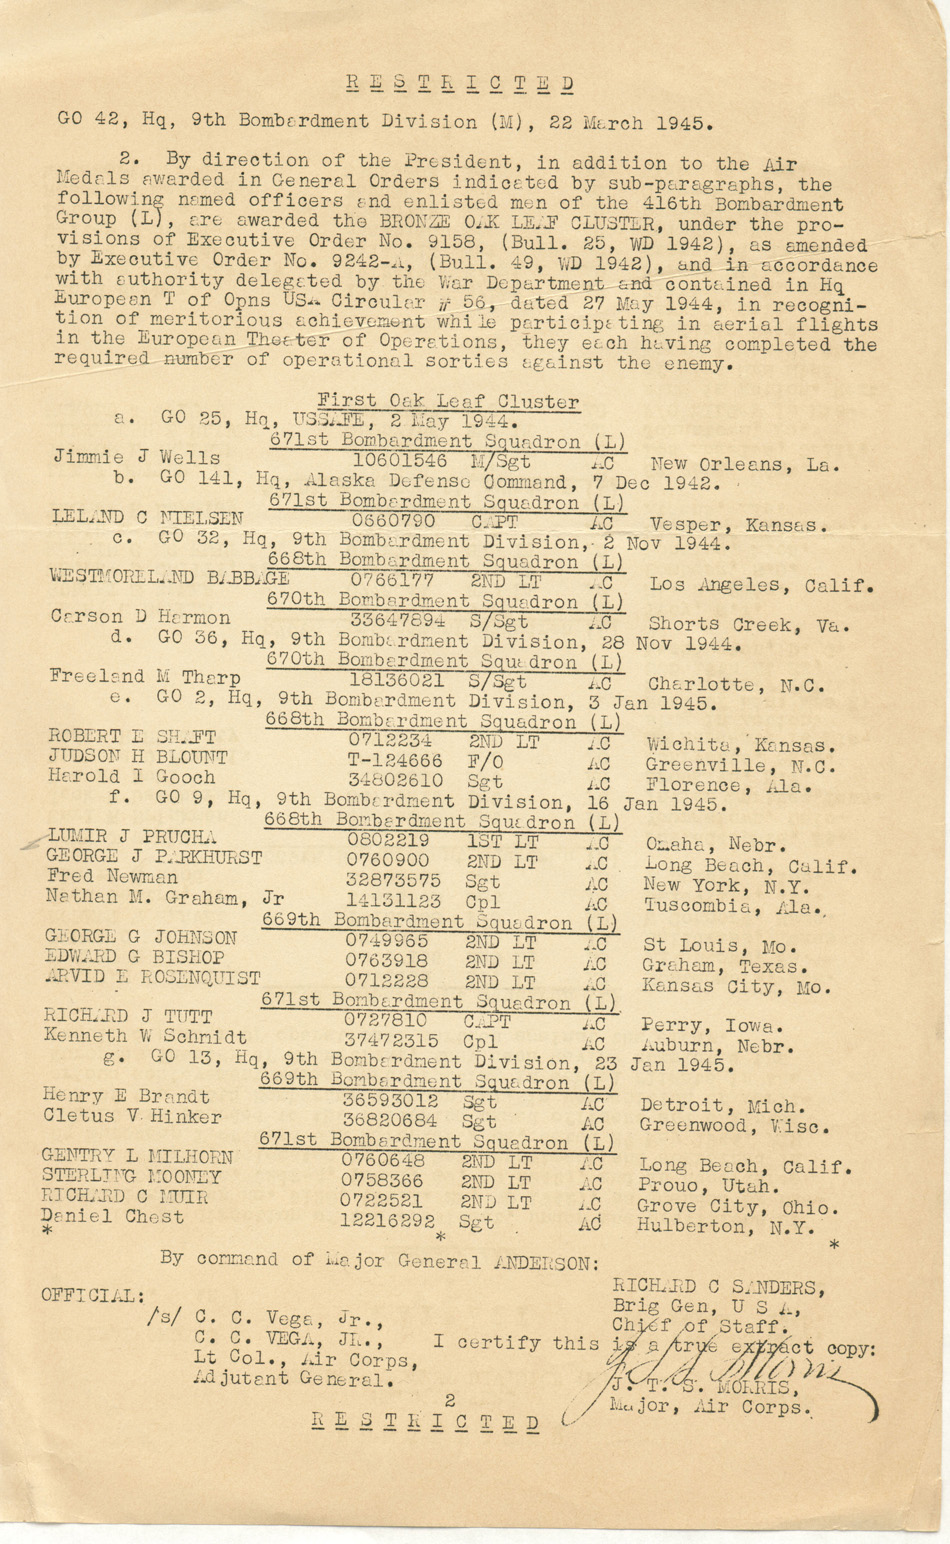 R E S T R I C T E D
GO 42, Hq, 9th Bombardment Division (M), 22 March 1945.
2. By direction of the President, in addition to the Air
Medals awarded in General Orders indicated by sub-paragraphs, the
following named officers and enlisted men of the 416th Bombardment
Group (L), are awarded the BRONZE OAK LEAF CLUSTER, under the pro-
visions of Executive Order No. 9158, (Bull. 25, WD 1942), as amended
by Executive Order No. 9242-A, (Bull. 49, WD 1942), and in accordance
with authority delegated by the War Department and contained in Hq
European T of Opns USA Circular # 56, dated 27 May 1944, in recogni-
tion of meritorious achievement while participating in aerial flights
in the European Theater of Operations, they each having completed the
required number of operational sorties against the enemy.
First Oak Leaf Cluster
a. GO 25, Hq, USSAFE, 2 May 1944.
671st Bombardment Squadron (L)
Jimmie J Wells 10601546 M/Sgt AC New Orleans, La.
b. GO 141, Hq, Alaska Defense Command, 7 Dec 1942.
671st Bombardment Squadron (L)
LELAND C NIELSEN 0660790 CAPT AC Vesper, Kansas.
c. GO 32, Hq, 9th Bombardment Division, 2 Nov 1944.
668th Bombardment Squadron (L)
WESTMORELAND BABBAGE 0766177 2ND LT AC Los Angeles, Calif.
670th Bombardment Squadron (L)
Carson D Harmon 33647894 S/Sgt AC Shorts Creek, Va.
d. GO 36, Hq, 9th Bombardment Division, 28 Nov 1944.
670th Bombardment Squadron (L)
Freeland M Tharp 18136021 S/Sgt AC Charlotte, N.C.
e. GO 2, Hq, 9th Bombardment Division, 3 Jan 1945.
668th Bombardment Squadron (L)
ROBERT E SHAFT 0712234 2ND LT AC Wichita, Kansas.
JUDSON H BLOUNT T-124666 F/O AC Greenville, N.C.
Harold I Gooch 34802610 Sgt AC Florence, Ala.
f. GO 9, Hq, 9th Bombardment Division, 16 Jan 1945.
668th Bombardment Squadron (L)
LUMIR J PRUCHA 0802219 1ST LT AC Omaha, Nebr.
GEORGE J PARKHURST 0760900 2ND LT AC Long Beach, Calif.
Fred Newman 32873575 Sgt AC New York, N.Y.
Nathan M. Graham, Jr 14131123 Cpl AC Tuscombia, Ala.
669th Bombardment Squadron (L)
GEORGE G JOHNSON 0749965 2ND LT AC St Louis, Mo.
EDWARD G BISHOP 0763918 2ND LT AC Graham, Texas.
ARVID E ROSENQUIST 0712228 2ND LT AC Kansas City, Mo.
671st Bombardment Squadron (L)
RICHARD J TUTT 0727810 CAPT AC Perry, Iowa.
Kenneth W Schmidt 37472315 Cpl AC Auburn, Nebr.
g. GO 13, Hq, 9th Bombardment Division, 23 Jan 1945.
669th Bombardment Squadron (L)
Henry E Brandt 36593012 Sgt AC Detroit, Mich.
Cletus V Hinker 36820684 Sgt AC Greenwood, Wisc.
671st Bombardment Squadron (L)
GENTRY L MILHORN 0760648 2ND LT AC Long Beach, Calif.
STERLING MOONEY 0758366 2ND LT AC Prouo, Utah.
RICHARD C MUIR 0722521 2ND LT AC Grove City, Ohio.
Daniel Chest 12216292 Sgt AC Hulberton, N.Y.
* * *
By command of Major General ANDERSON:
RICHARD C SANDERS,
OFFICIAL: Brig Gen, U S A,
/s/ C. C. Vega, Jr., Chief of Staff.
C. C. VEGA, JR., I certify this is a true extract copy:
Lt Col., Air Corps, J T S Morris
Adjutant General. J. T. S. MORRIS,
2 Major, Air Corps.
R E S T R I C T E D